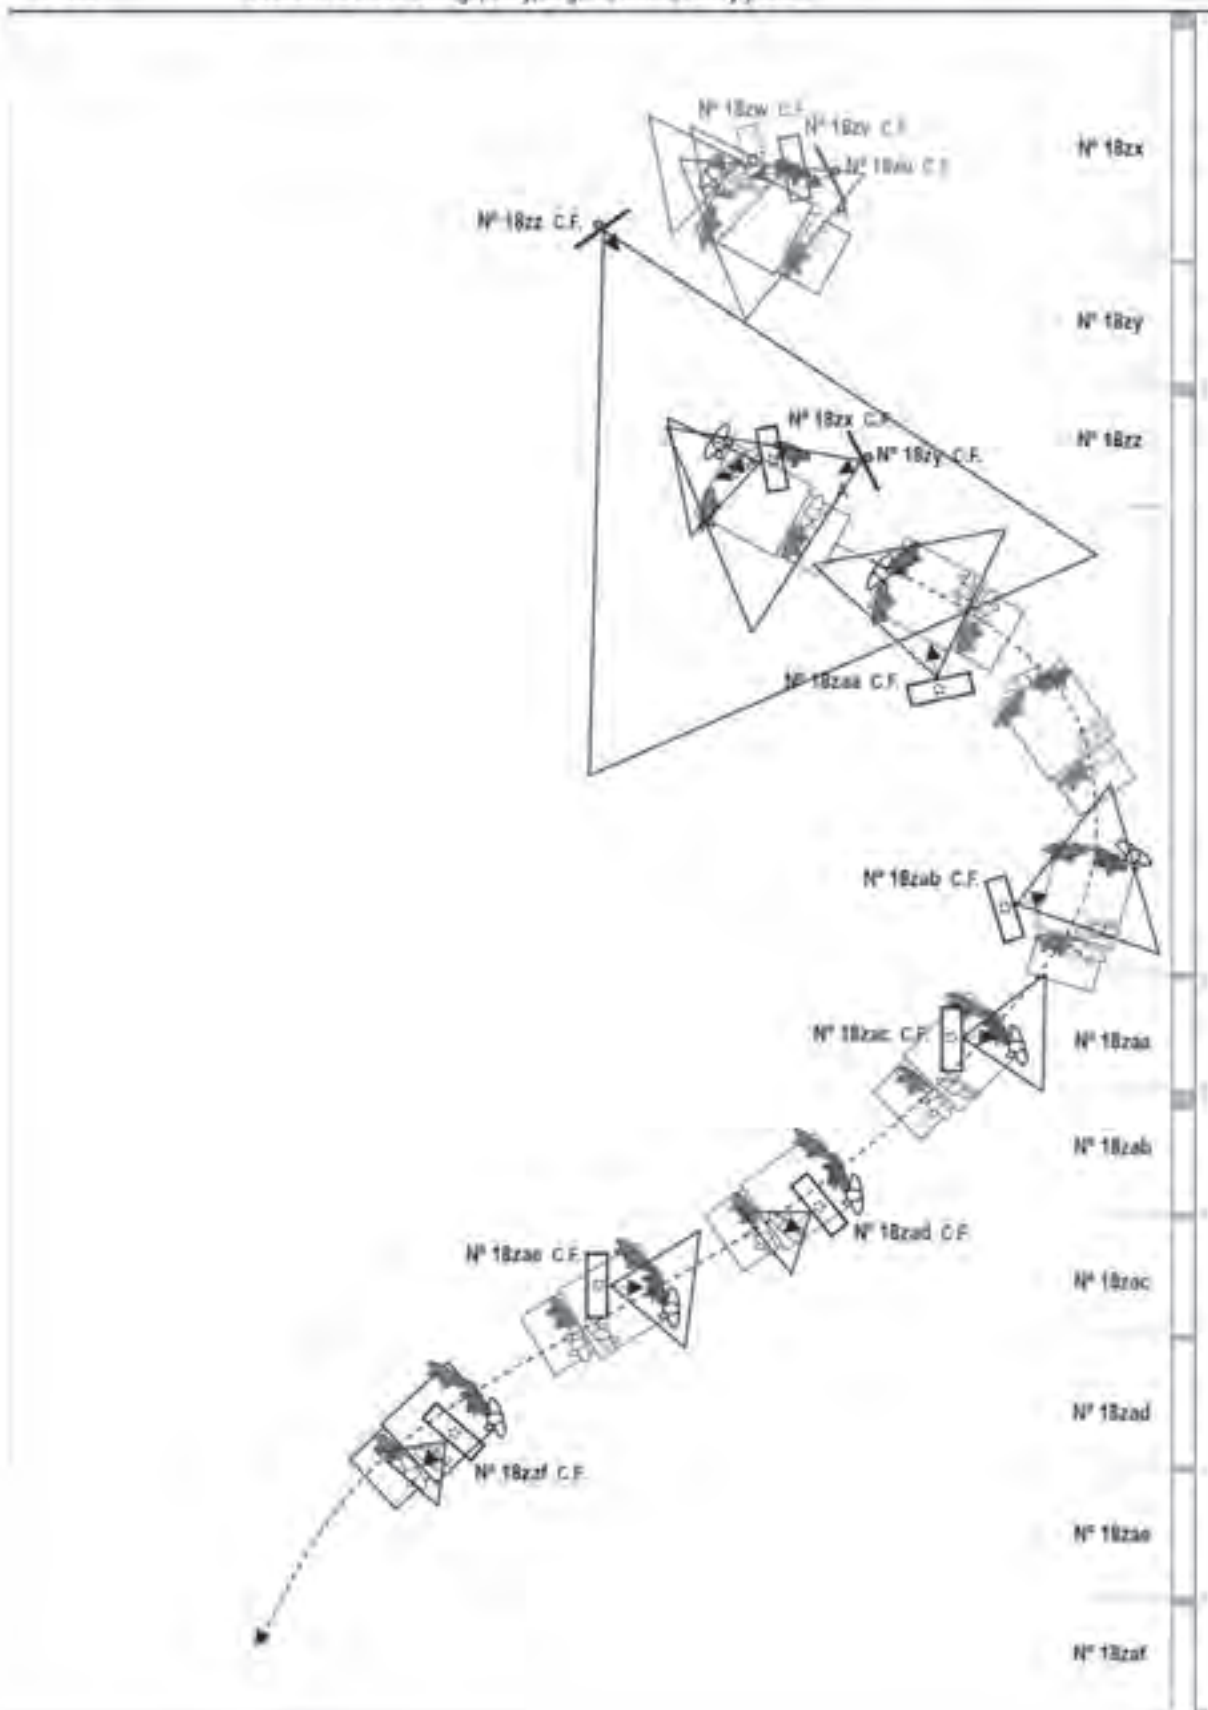 Nº 18zw C.F.
Nº 18zv C.F.
Nº 18zu C.F.
Nº 18zx
Nº 18zz C.F.
Nº 18zy
Nº 18zx C.F.
Nº 18zy C.F.
Nº 18zz
Nº 18zaa C.F.
Nº 18zab C.F.
Nº 18zac C.F.
Nº 18zaa
Nº 18zab
Nº 18zad C.F.
Nº 18zae C.F.
Nº 18zac
Nº 18zad
Nº 18zaf C.F.
Nº 18zae
Nº 18zaf